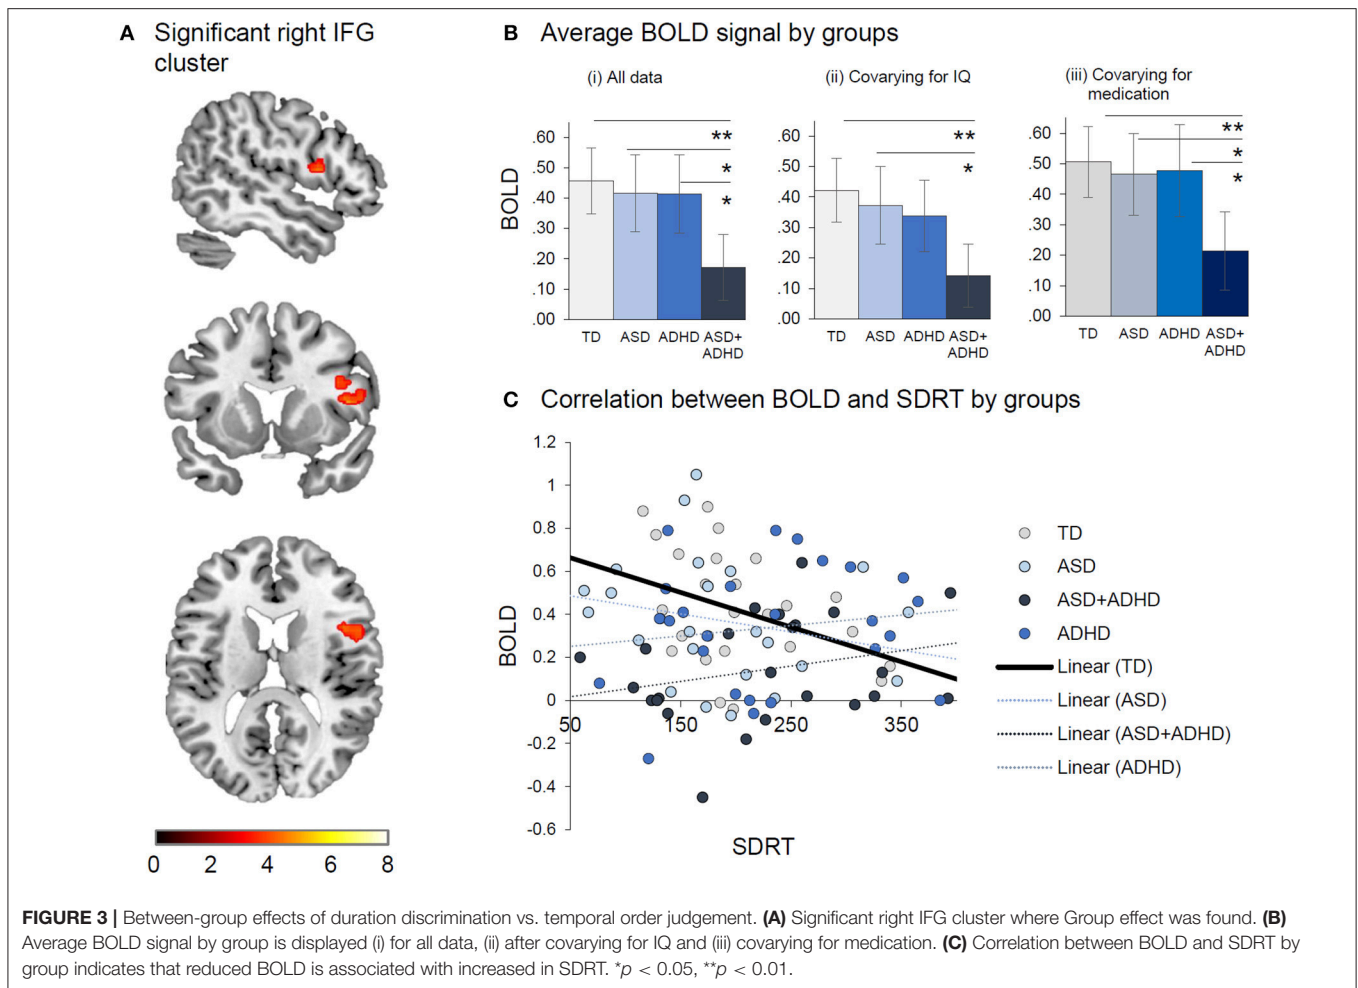 A Significant right IFG
cluster
0 2 4 6 8
B Average BOLD signal by groups
(i) All data
BOLD
.60
.50
.40
.30
.20
.10
.00
**
*
*
TD ASD ADHD ASD+
ADHD
(ii) Covarying for IQ
.60
.50
.40
.30
.20
.10
.00
**
*
TD ASD ADHD ASD+
ADHD
(iii) Covarying for
medication
.60
.50
.40
.30
.20
.10
.00
**
*
*
TD ASD ADHD ASD+
ADHD
C Correlation between BOLD and SDRT by groups
BOLD
1.2
1
0.8
0.6
0.4
0.2
0
-0.2
-0.4
-0.6
50 150 250 350
SDRT
TD
ASD
ASD+ADHD
ADHD
Linear (TD)
Linear (ASD)
Linear (ASD+ADHD)
Linear (ADHD)
FIGURE 3 | Between-group effects of duration discrimination vs. temporal order judgement. (A) Significant right IFG cluster where Group effect was found. (B)
Average BOLD signal by group is displayed (i) for all data, (ii) after covarying for IQ and (iii) covarying for medication. (C) Correlation between BOLD and SDRT by
group indicates that reduced BOLD is associated with increased in SDRT. *p < 0.05, **p < 0.01.